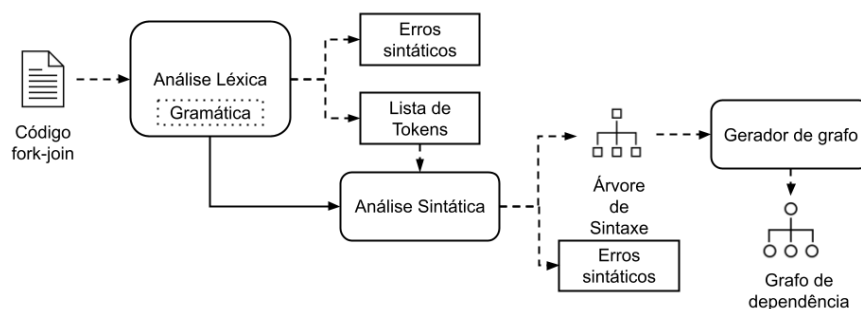 Código
fork-join
Análise Léxica
Gramática
Erros
sintáticos
Lista de
Tokens
Análise Sintática
Árvore
de
Sintaxe
Erros
sintáticos
Gerador de grafo
Grafo de
dependência